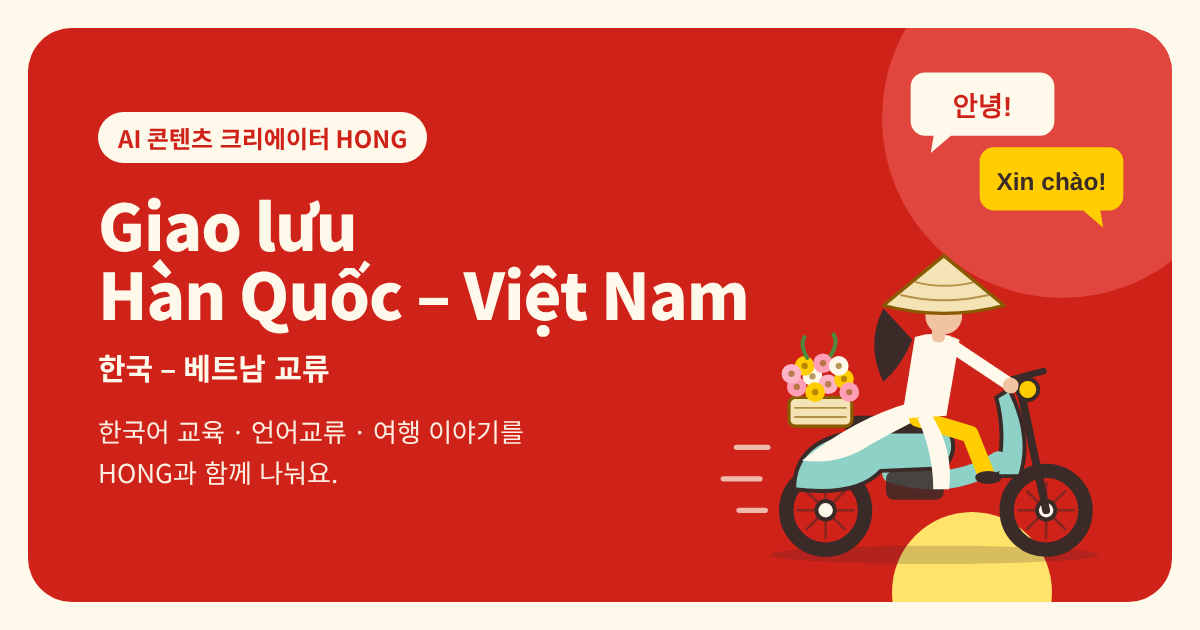 AI 콘텐츠 크리에이터 HONG
Giao lưu
Hàn Quốc – Việt Nam
한국 – 베트남 교류
한국어 교육 · 언어교류 · 여행 이야기를
HONG과 함께 나눠요.
안녕!
Xin chào!